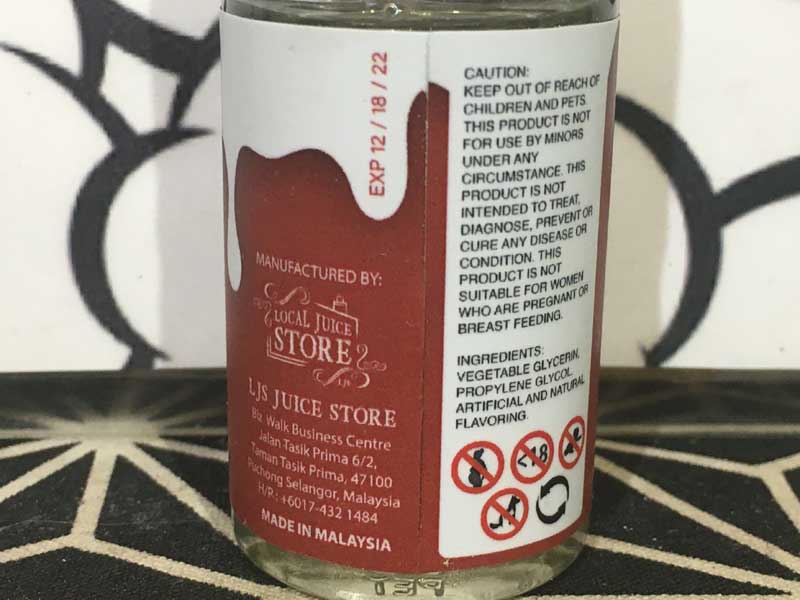 EXP 12 / 18 / 22
MANUFACTURED BY:
LOCAL JUICE
STORE
LJS
LJS JUICE STORE
Biz Walk Business Centre
Jalan Tasik Prima 6/2,
Taman Tasik Prima, 47100
Puchong Selangor, Malaysia
H/P.: +6017-432 1484
MADE IN MALAYSIA
CAUTION:
KEEP OUT OF REACH OF
CHILDREN AND PETS.
THIS PRODUCT IS NOT
FOR USE BY MINORS
UNDER ANY
CIRCUMSTANCE. THIS
PRODUCT IS NOT
INTENDED TO TREAT,
DIAGNOSE, PREVENT OR
CURE ANY DISEASE OR
CONDITION. THIS
PRODUCT IS NOT
SUITABLE FOR WOMEN
WHO ARE PREGNANT OR
BREAST FEEDING.
INGREDIENTS:
VEGETABLE GLYCERIN,
PROPYLENE GLYCOL,
ARTIFICIAL AND NATURAL
FLAVORING.
<18